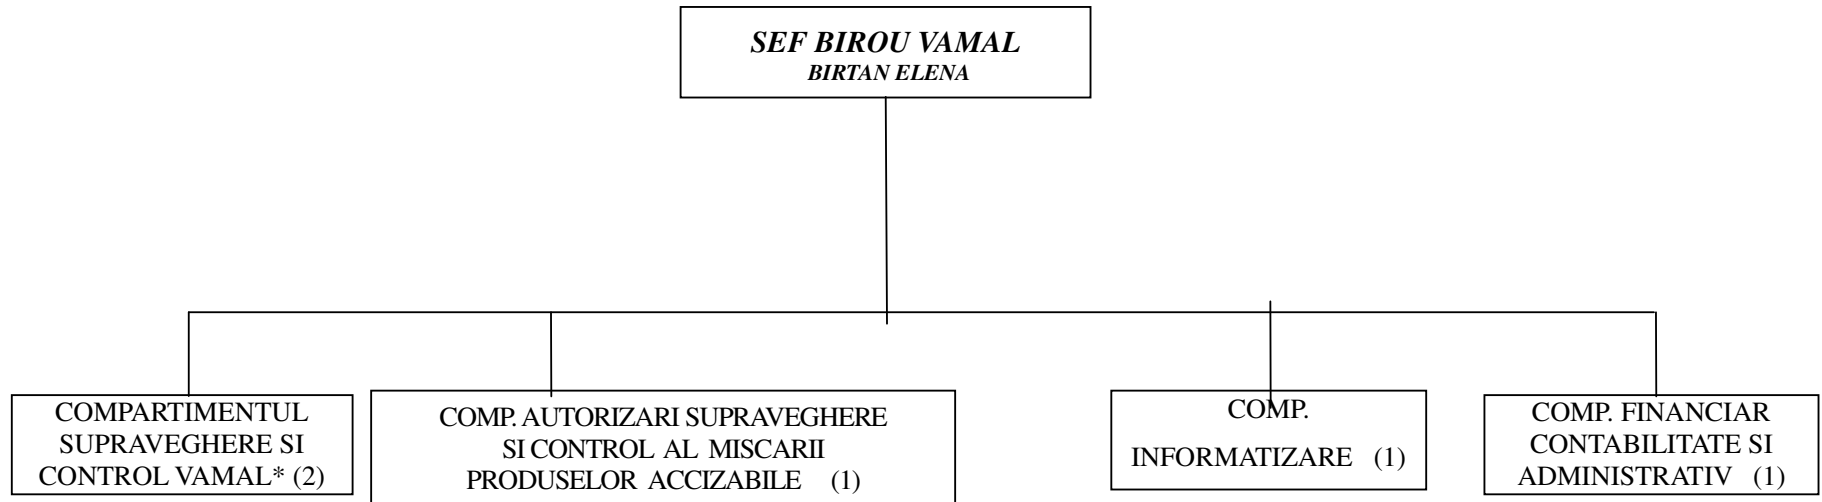 SEF BIROU VAMAL
BIRTAN ELENA
COMPARTIMENTUL
SUPRAVEGHERE SI
CONTROL VAMAL* (2)
COMP. AUTORIZARI SUPRAVEGHERE
SI CONTROL AL MISCARII
PRODUSELOR ACCIZABILE (1)
COMP.
INFORMATIZARE (1)
COMP. FINANCIAR
CONTABILITATE SI
ADMINISTRATIV (1)